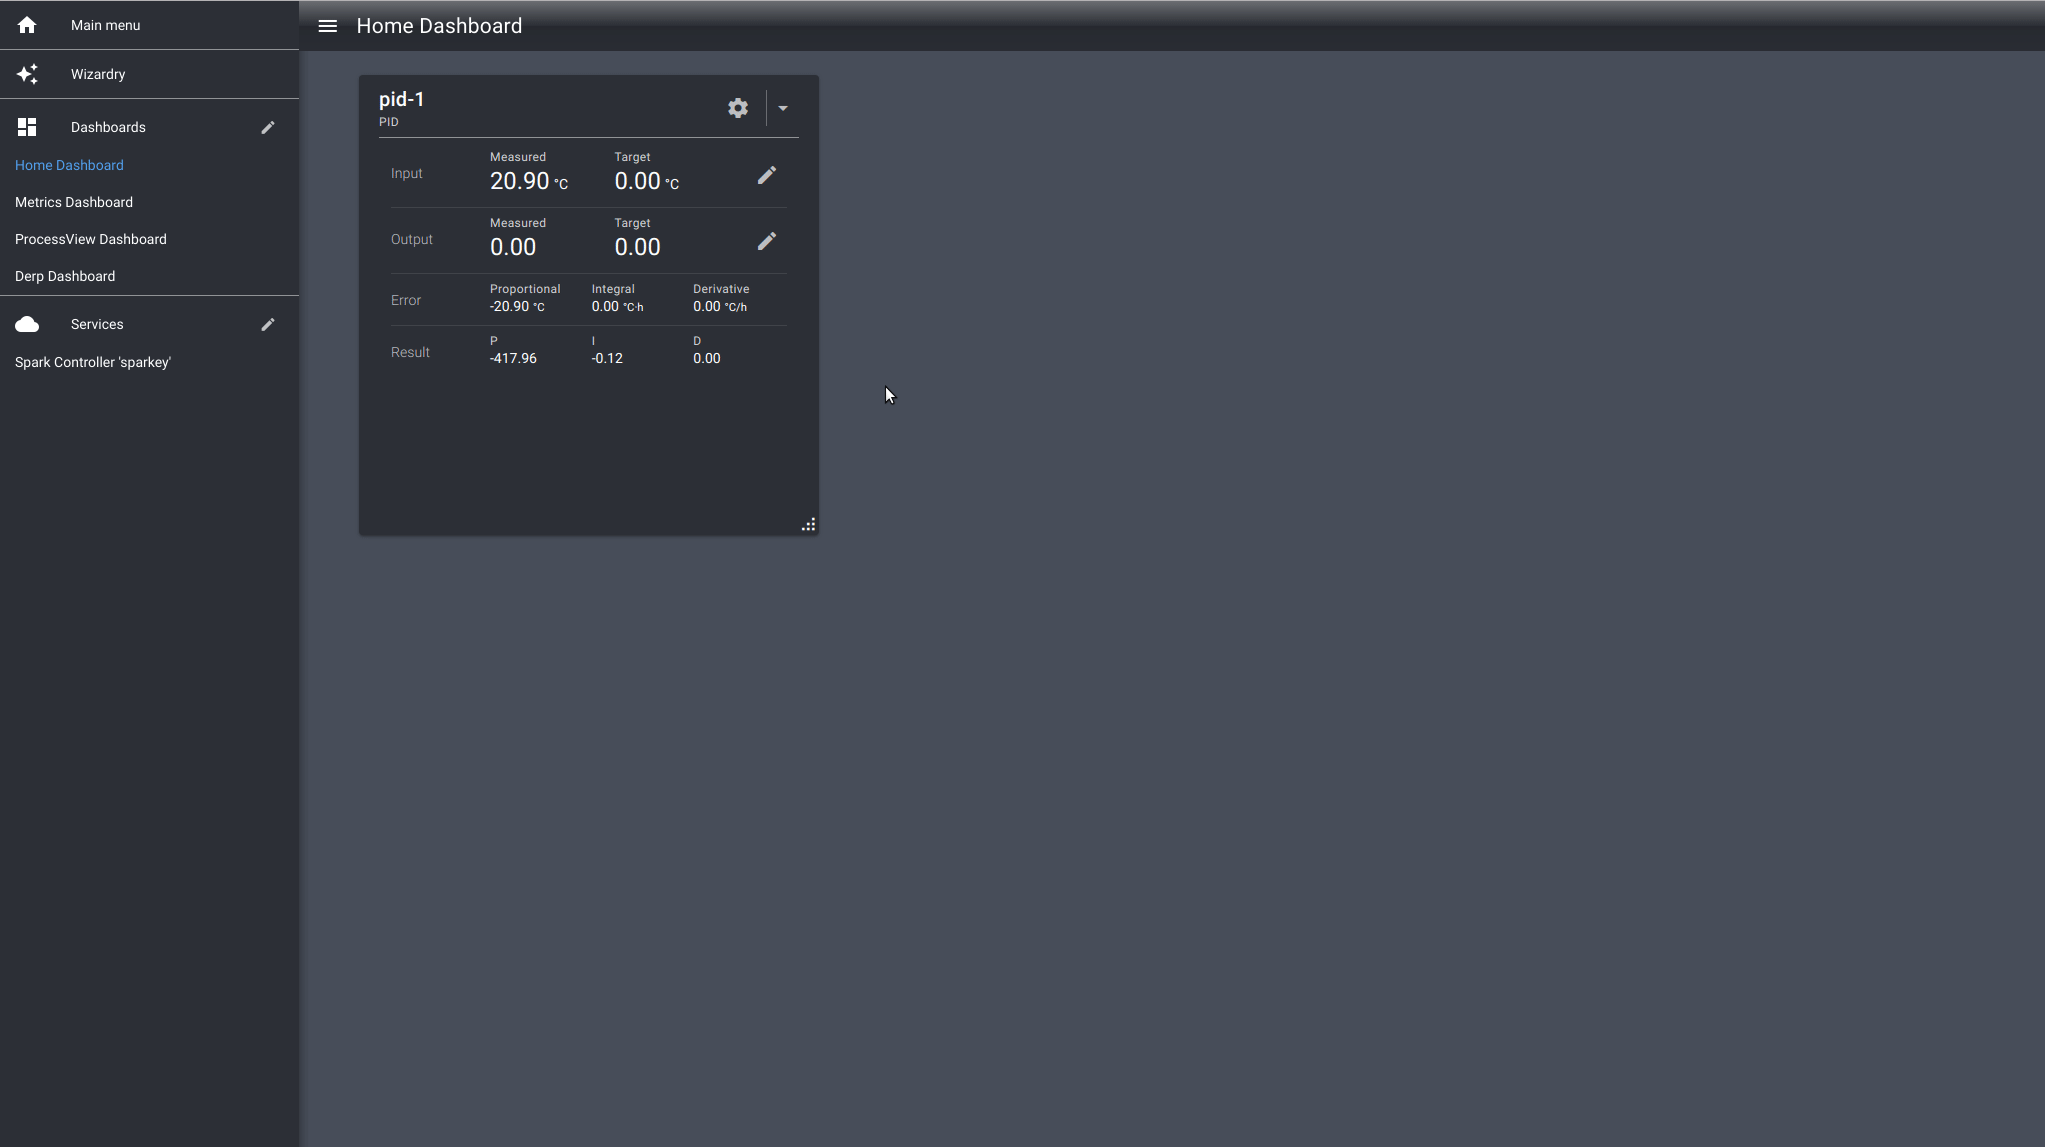 Main menu
Wizardry
Dashboards
Home Dashboard
Metrics Dashboard
ProcessView Dashboard
Derp Dashboard
Services
Spark Controller 'sparkey'
Home Dashboard
pid-1
PID
Input
Measured Target
20.90 °C 0.00 °C
Output
Measured Target
0.00 0.00
Error
Proportional Integral Derivative
-20.90 °C 0.00 °C·h 0.00 °C/h
Result
P I D
-417.96 -0.12 0.00